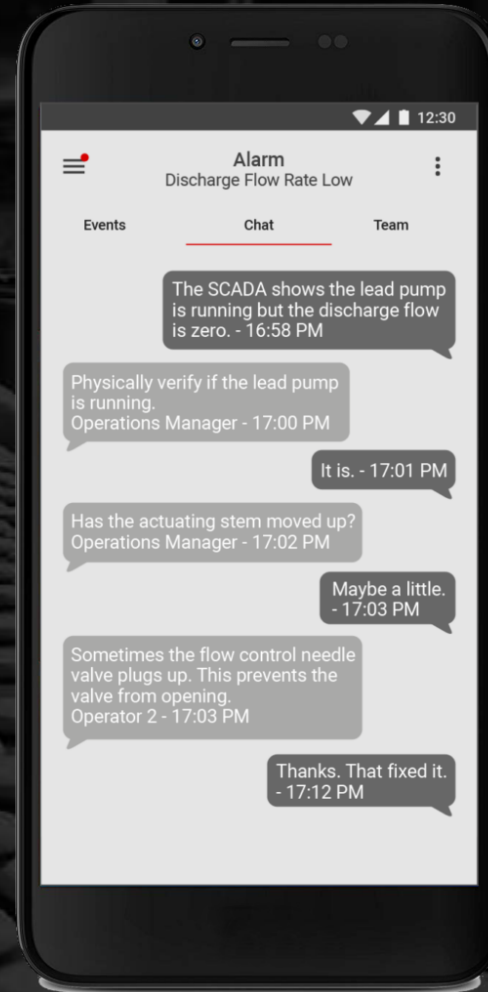 12:30
Alarm
Discharge Flow Rate Low
Events
Chat
Team
The SCADA shows the lead pump
is running but the discharge flow
is zero. - 16:58 PM
Physically verify if the lead pump
is running.
Operations Manager - 17:00 PM
It is. - 17:01 PM
Has the actuating stem moved up?
Operations Manager - 17:02 PM
Maybe a little.
- 17:03 PM
Sometimes the flow control needle
valve plugs up. This prevents the
valve from opening.
Operator 2 - 17:03 PM
Thanks. That fixed it.
- 17:12 PM